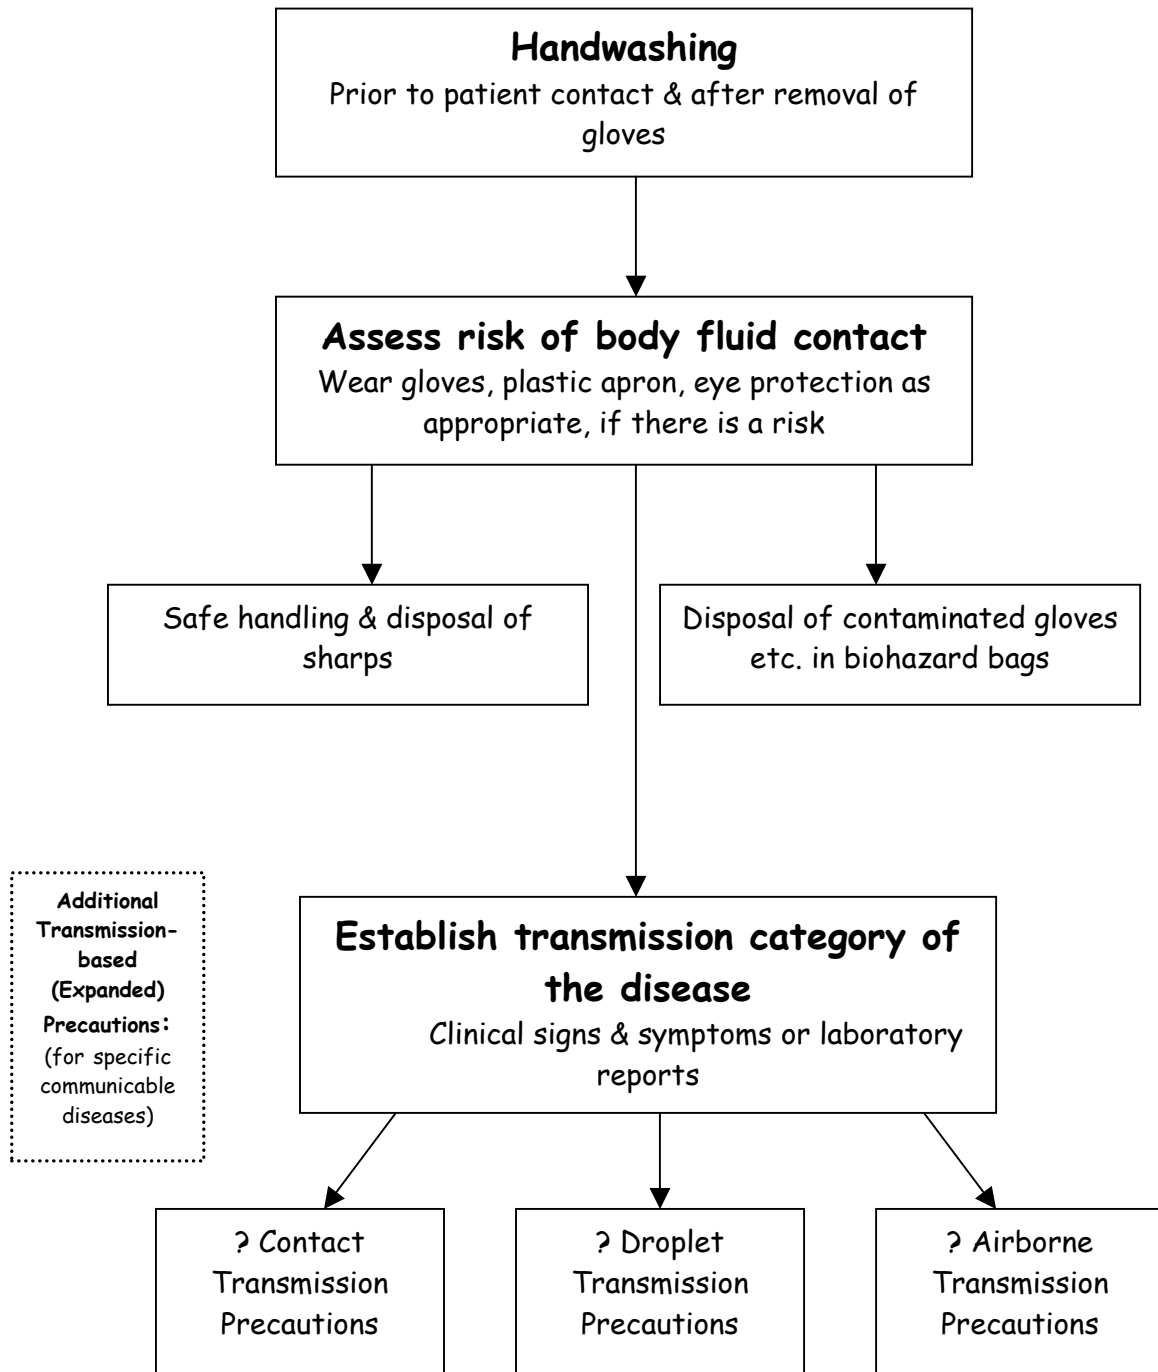 Handwashing
Prior to patient contact & after removal of
gloves
Assess risk of body fluid contact
Wear gloves, plastic apron, eye protection as
appropriate, if there is a risk
Safe handling & disposal of
sharps
Disposal of contaminated gloves
etc. in biohazard bags
Additional
Transmission-
based
(Expanded)
Precautions:
(for specific
communicable
diseases)
Establish transmission category of
the disease
Clinical signs & symptoms or laboratory
reports
? Contact
Transmission
Precautions
? Droplet
Transmission
Precautions
? Airborne
Transmission
Precautions